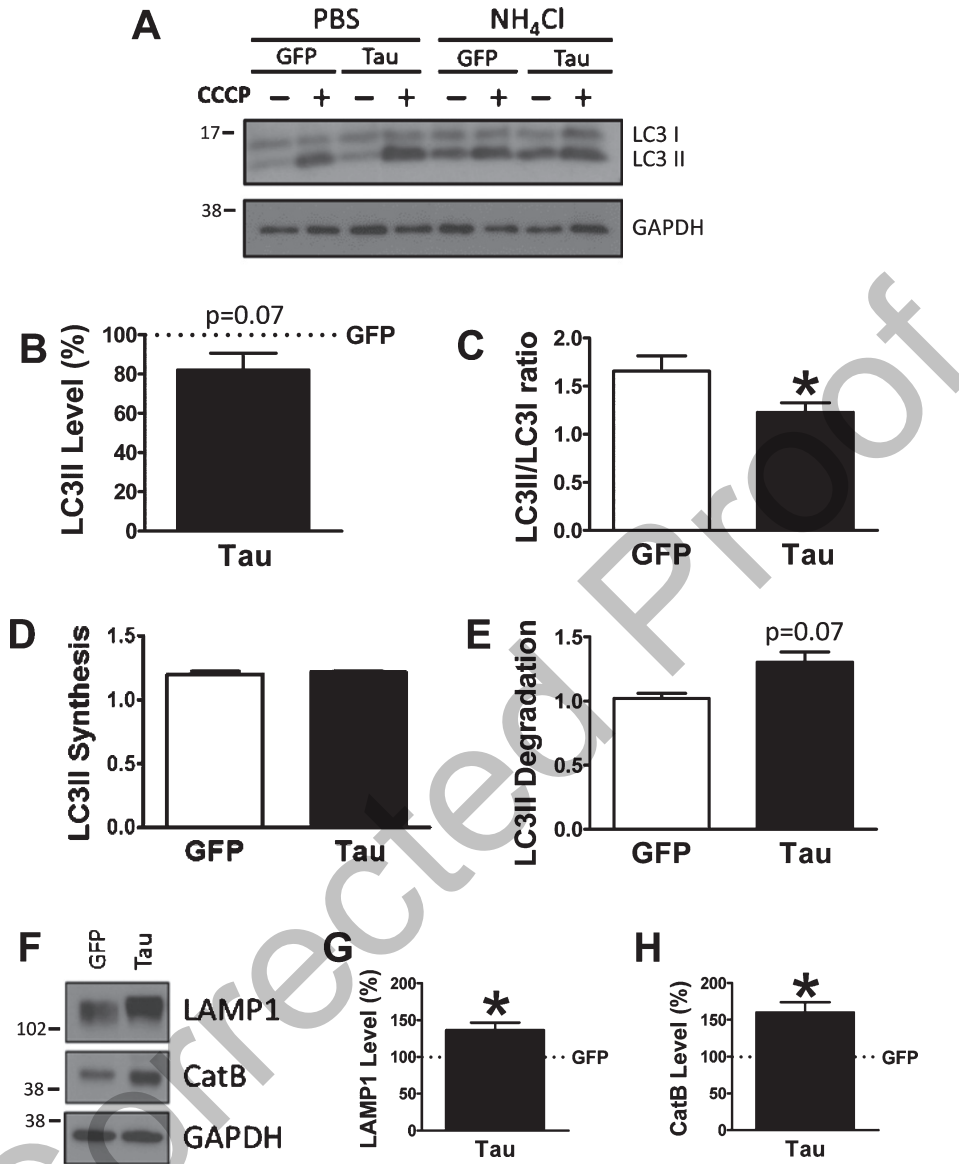 A
PBS NH4Cl
GFP Tau GFP Tau
CCCP − + − + − + − +
17 LC3 I
LC3 II
38 GAPDH
B
LC3II Level (%)
p=0.07
100 GFP
80
60
40
20
0
Tau
C
LC3II/LC3I ratio
2.0
1.5
1.0
0.5
0.0
*
GFP Tau
D
LC3II Synthesis
1.5
1.0
0.5
0.0
GFP Tau
E
LC3II Degradation
p=0.07
1.5
1.0
0.5
0.0
GFP Tau
F
GFP Tau
LAMP1
102
CatB
38
38
GAPDH
G
LAMP1 Level (%)
200
150
100 GFP
50
0
*
Tau
H
CatB Level (%)
200
150
100 GFP
50
0
*
Tau
Corrected Proof